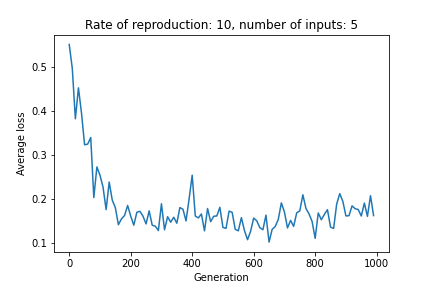 Rate of reproduction: 10, number of inputs: 5
Average loss
0.5
0.4
0.3
0.2
0.1
0 200 400 600 800 1000
Generation